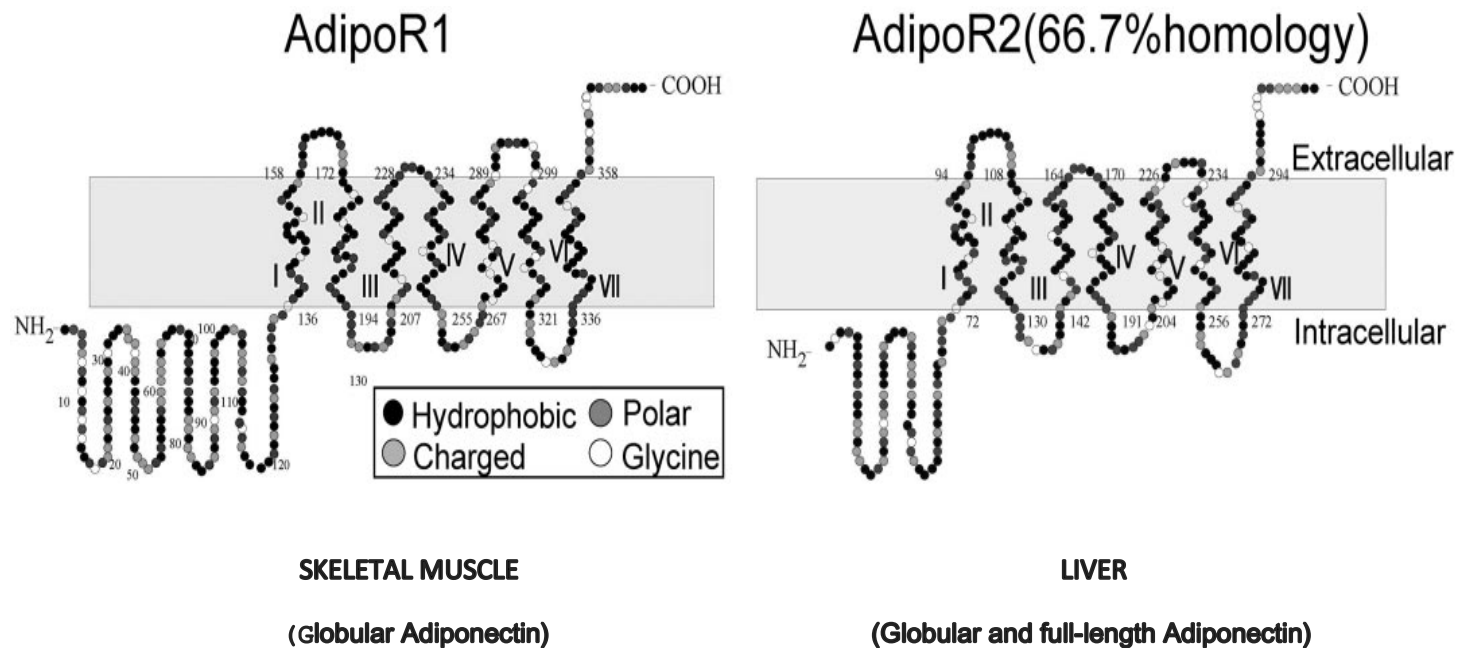 AdipoR1
AdipoR2(66.7%homology)
COOH
COOH
Extracellular
158 172 228 234 289 299 358
94 108 164 170 226 234 294
II
II
IV VI
IV VI
I III V VII
I III V VII
136 194 207 255 267 321 336
72 130 142 191 204 256 272
Intracellular
NH2
NH2
100
30
40
60
10
110
90
80
20
50
120
130
Hydrophobic Polar
Charged Glycine
SKELETAL MUSCLE
LIVER
(Globular Adiponectin)
(Globular and full-length Adiponectin)